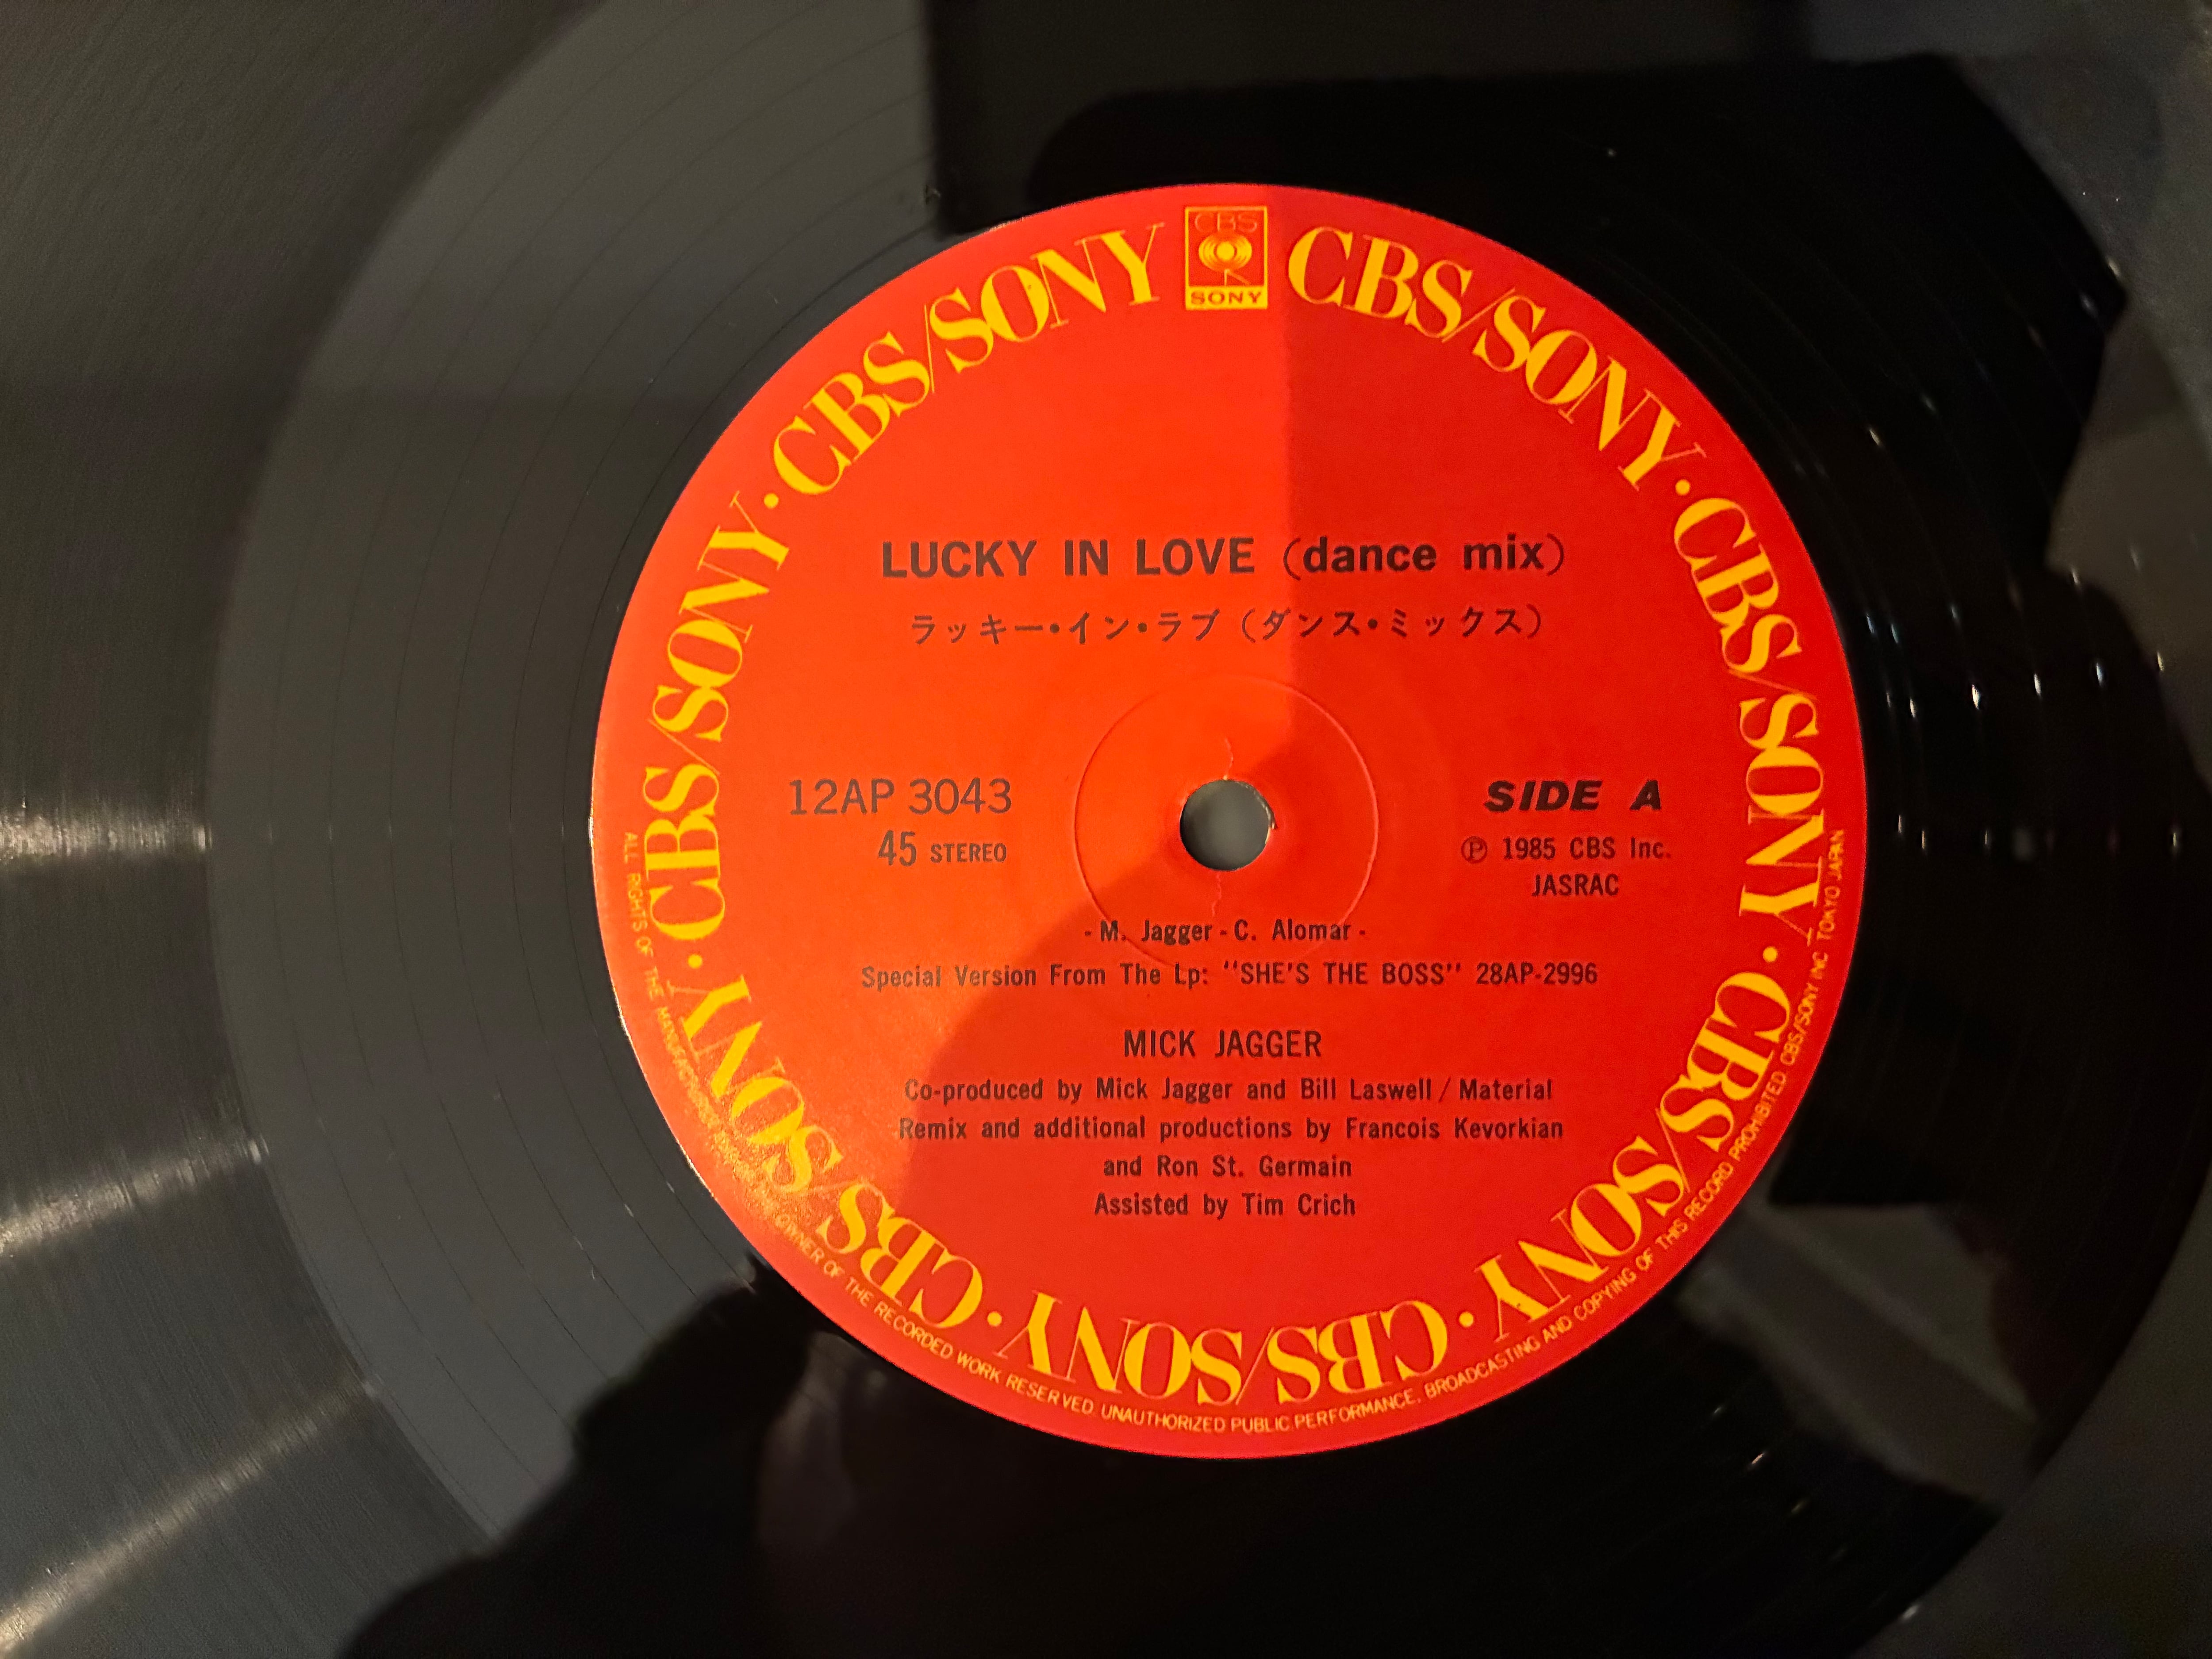 CBS
SONY
CBS/SONY · CBS/SONY · CBS/SONY · CBS/SONY · CBS/SONY · CBS/SONY · CBS/SONY · CBS/SONY
LUCKY IN LOVE (dance mix)
ラッキー・イン・ラブ(ダンス・ミックス)
12AP 3043
45 STEREO
SIDE A
Ⓟ 1985 CBS Inc.
JASRAC
- M. Jagger - C. Alomar -
Special Version From The Lp: "SHE'S THE BOSS" 28AP-2996
MICK JAGGER
Co-produced by Mick Jagger and Bill Laswell / Material
Remix and additional productions by Francois Kevorkian
and Ron St. Germain
Assisted by Tim Crich
ALL RIGHTS OF THE OWNER OF THE RECORDED WORK RESERVED. UNAUTHORIZED PUBLIC PERFORMANCE. BROADCASTING AND COPYING OF THIS RECORD PROHIBITED. CBS/SONY INC. TOKYO JAPAN